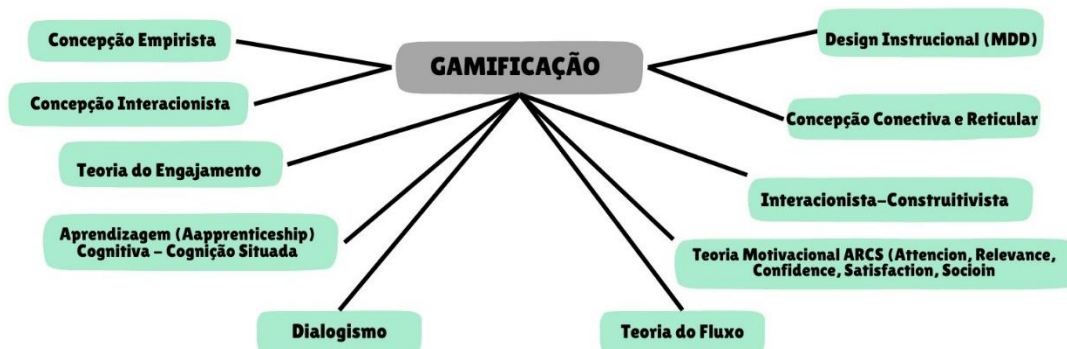 GAMIFICAÇÃO
Concepção Empirista
Concepção Interacionista
Teoria do Engajamento
Aprendizagem (Aapprenticeship)
Cognitiva - Cognição Situada
Dialogismo
Design Instrucional (MDD)
Concepção Conectiva e Reticular
Interacionista-Construitivista
Teoria Motivacional ARCS (Attencion, Relevance,
Confidence, Satisfaction, Socioin
Teoria do Fluxo